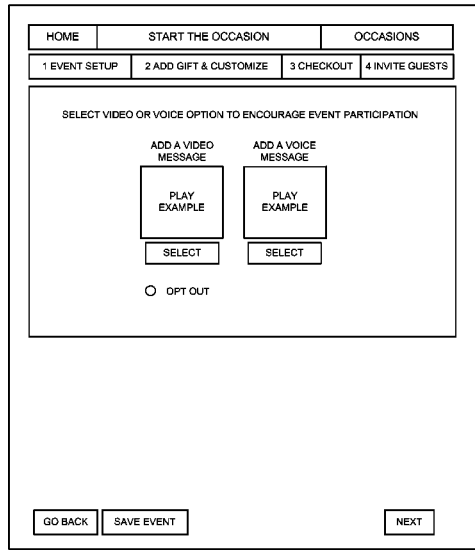 HOME START THE OCCASION OCCASIONS
1 EVENT SETUP 2 ADD GIFT & CUSTOMIZE 3 CHECKOUT 4 INVITE GUESTS
SELECT VIDEO OR VOICE OPTION TO ENCOURAGE EVENT PARTICIPATION
ADD A VIDEO
MESSAGE
ADD A VOICE
MESSAGE
PLAY
EXAMPLE
PLAY
EXAMPLE
SELECT SELECT
OPT OUT
GO BACK SAVE EVENT NEXT